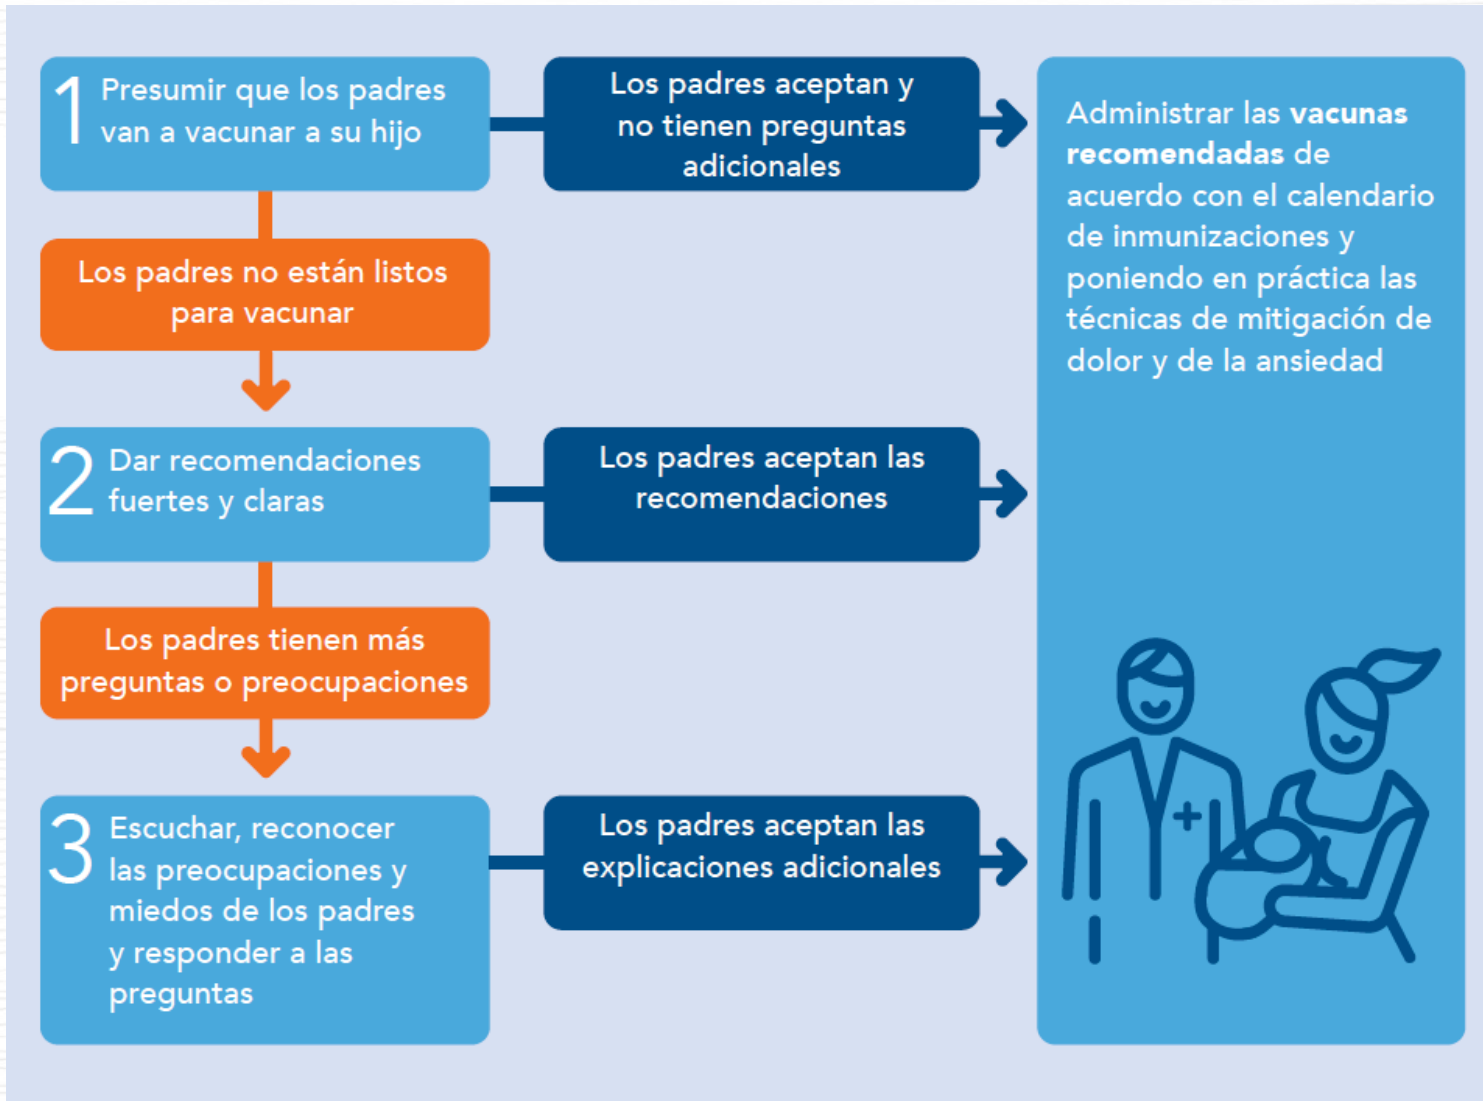 1 Presumir que los padres
van a vacunar a su hijo
Los padres aceptan y
no tienen preguntas
adicionales
Administrar las vacunas
recomendadas de
acuerdo con el calendario
de inmunizaciones y
poniendo en práctica las
técnicas de mitigación de
dolor y de la ansiedad
Los padres no están listos
para vacunar
2 Dar recomendaciones
fuertes y claras
Los padres aceptan las
recomendaciones
Los padres tienen más
preguntas o preocupaciones
3 Escuchar, reconocer
las preocupaciones y
miedos de los padres
y responder a las
preguntas
Los padres aceptan las
explicaciones adicionales